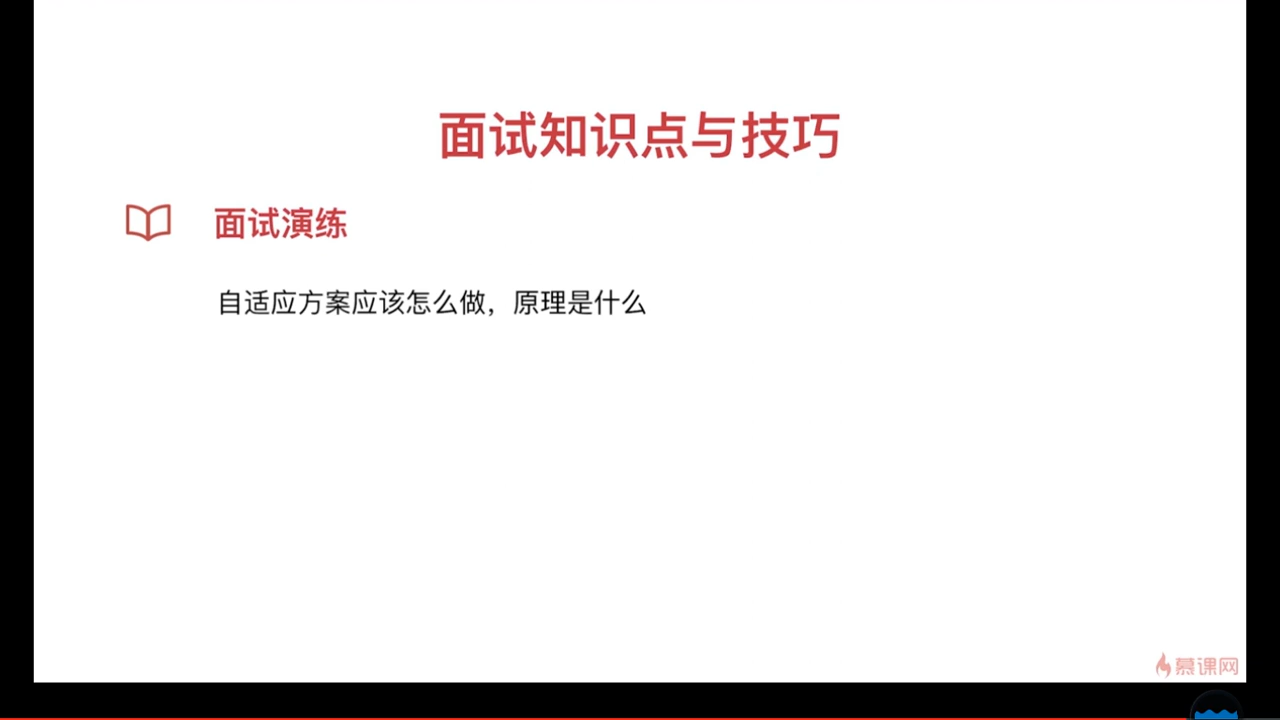 面试知识点与技巧
面试演练
自适应方案应该怎么做，原理是什么
慕课网